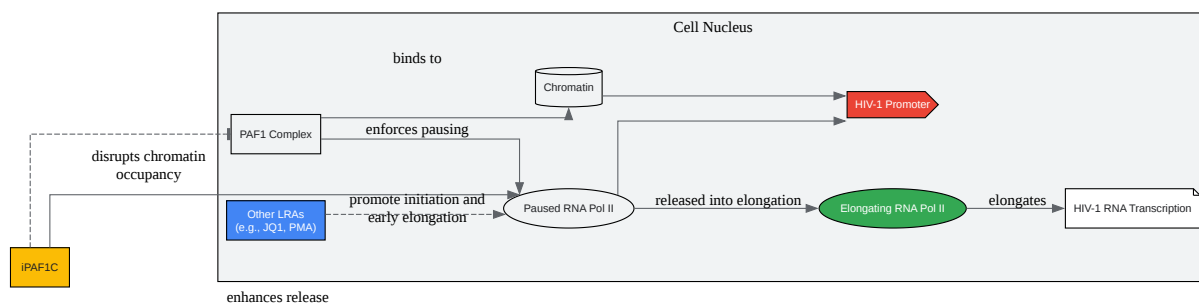 Cell Nucleus
binds to
Chromatin
HIV-1 Promoter
PAF1 Complex
enforces pausing
disrupts chromatin
occupancy
promote initiation and
early elongation
Other LRAs
(e.g., JQ1, PMA)
Paused RNA Pol II
released into elongation
Elongating RNA Pol II
elongates
HIV-1 RNA Transcription
iPAF1C
enhances release